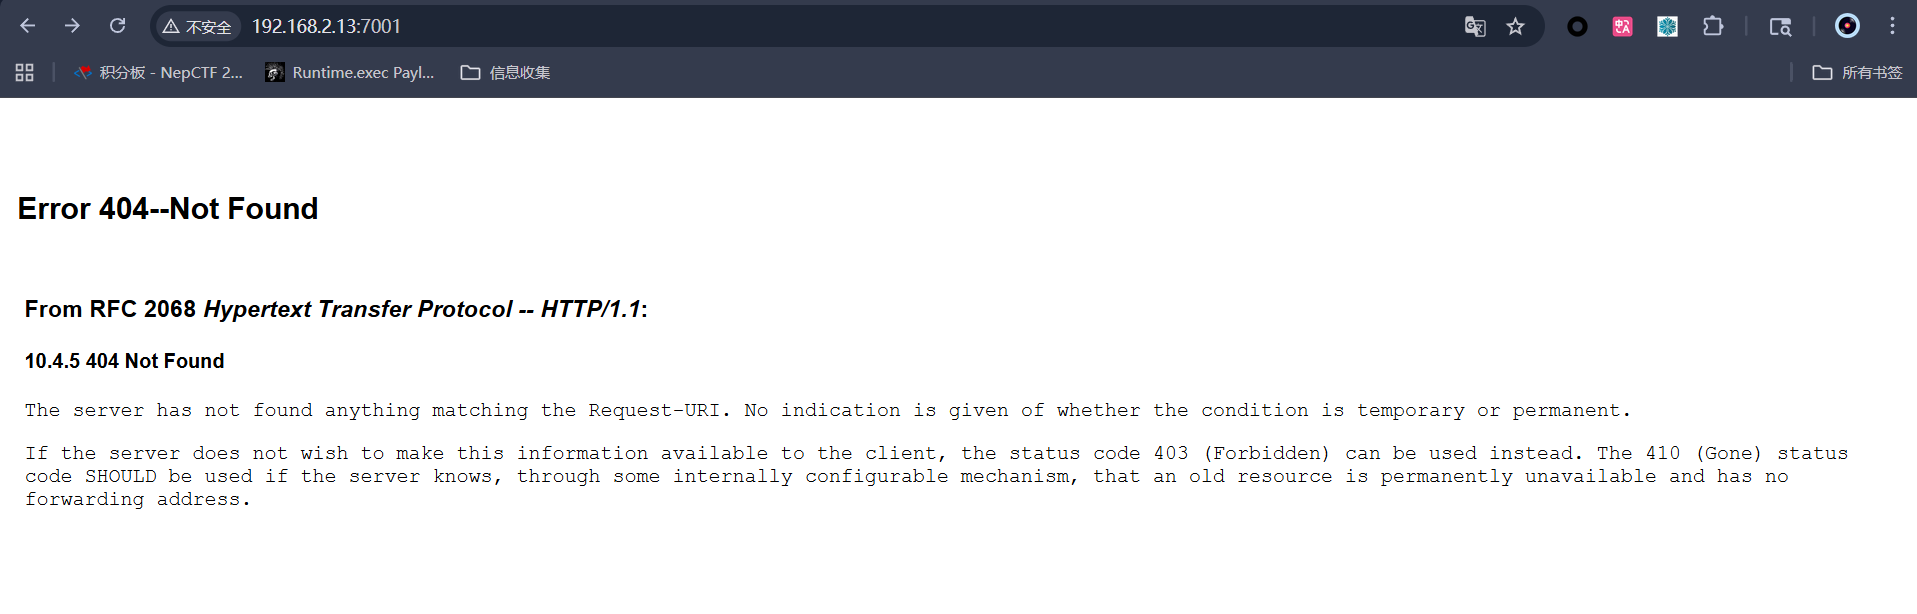 不安全 192.168.2.13:7001
积分板 - NepCTF 2... Runtime.exec Payl... 信息收集 所有书签
Error 404--Not Found
From RFC 2068 Hypertext Transfer Protocol -- HTTP/1.1:
10.4.5 404 Not Found
The server has not found anything matching the Request-URI. No indication is given of whether the condition is temporary or permanent.
If the server does not wish to make this information available to the client, the status code 403 (Forbidden) can be used instead. The 410 (Gone) status
code SHOULD be used if the server knows, through some internally configurable mechanism, that an old resource is permanently unavailable and has no
forwarding address.